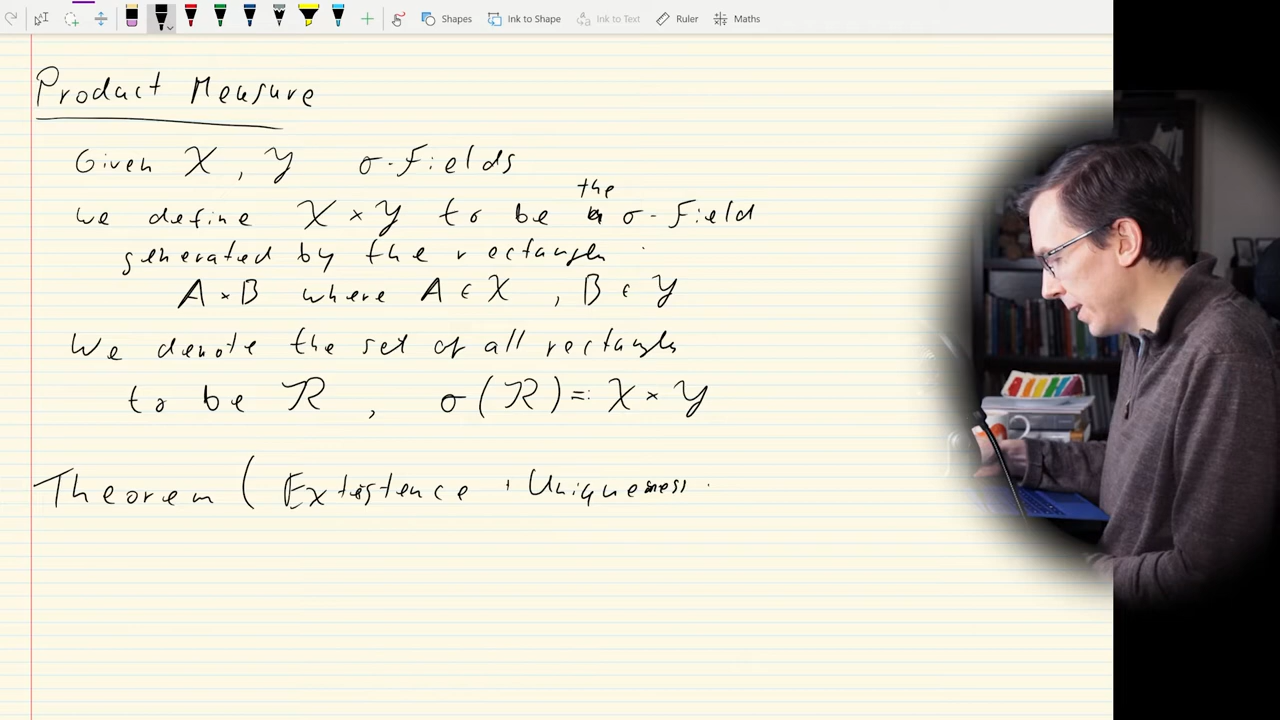 Shapes Ink to Shape Ink to Text Ruler Maths
Product Measure
Given X, Y σ-Fields
we define X × Y to be the σ-Field
generated by the rectangles
A × B where A ∈ X, B ∈ Y
We denote the set of all rectangles
to be R, σ(R) =: X × Y
Theorem (Existence + Uniqueness